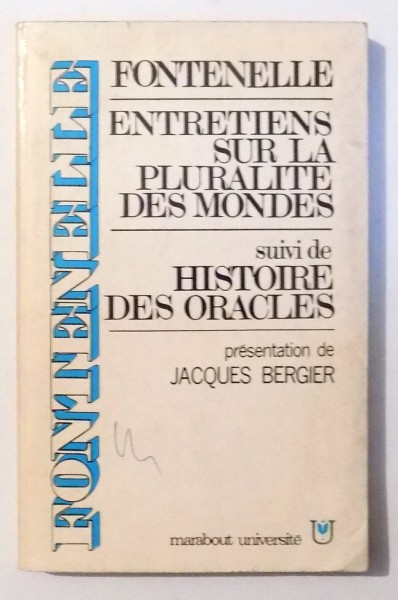 FONTENELLE
FONTENELLE
ENTRETIENS
SUR LA
PLURALITE
DES MONDES
suivi de
HISTOIRE
DES ORACLES
présentation de
JACQUES BERGIER
marabout université